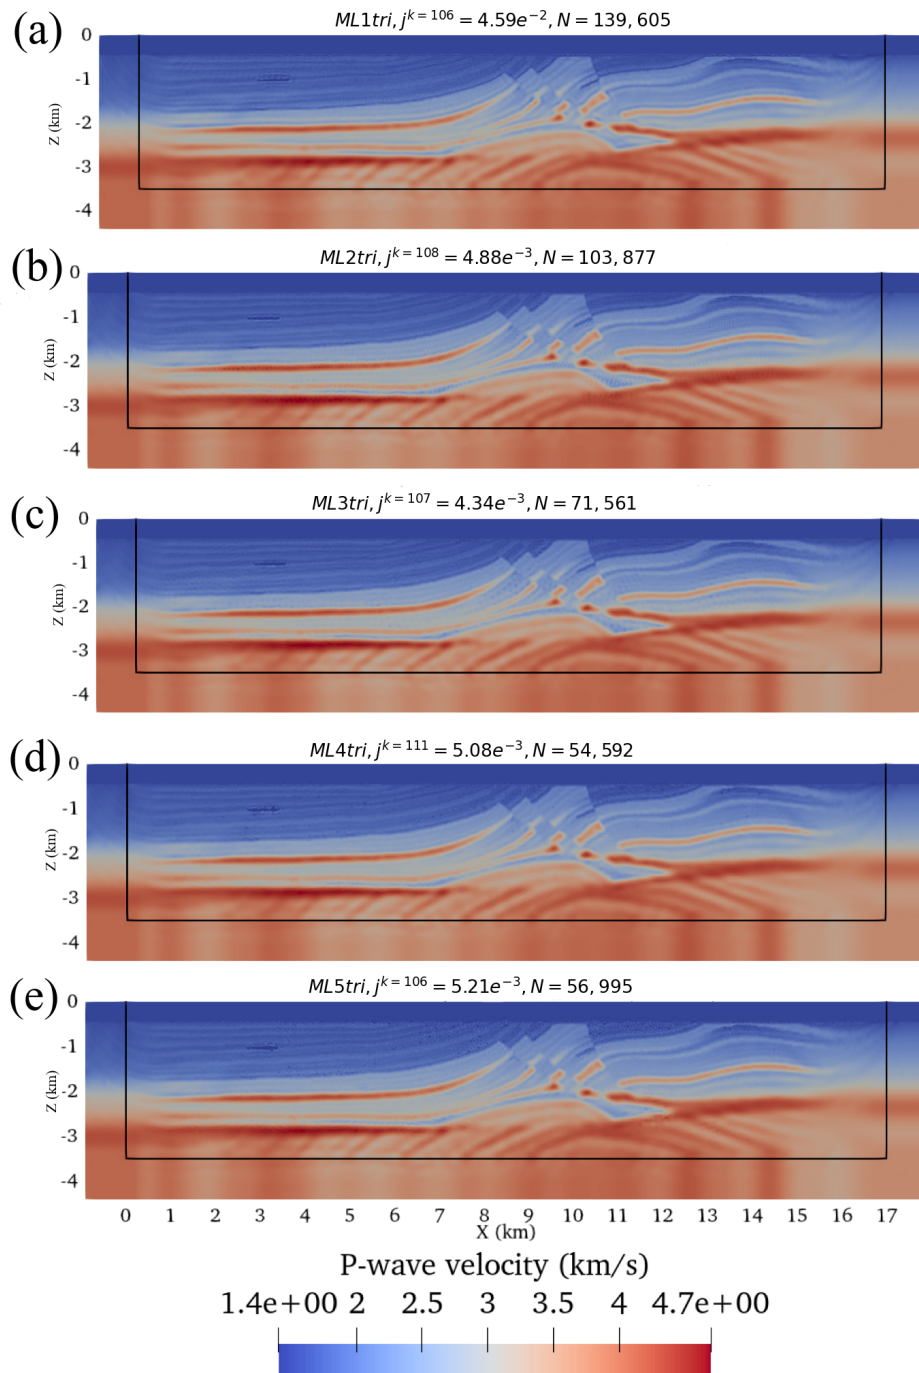 (a)
ML1tri, j^{k=106} = 4.59e^{-2}, N = 139, 605
0
-1
-2
-3
-4
Z (km)
(b)
ML2tri, j^{k=108} = 4.88e^{-3}, N = 103, 877
0
-1
-2
-3
-4
Z (km)
(c)
ML3tri, j^{k=107} = 4.34e^{-3}, N = 71, 561
0
-1
-2
-3
-4
Z (km)
(d)
ML4tri, j^{k=111} = 5.08e^{-3}, N = 54, 592
0
-1
-2
-3
-4
Z (km)
(e)
ML5tri, j^{k=106} = 5.21e^{-3}, N = 56, 995
0
-1
-2
-3
-4
Z (km)
0 1 2 3 4 5 6 7 8 9 10 11 12 13 14 15 16 17
X (km)
P-wave velocity (km/s)
1.4e+00 2 2.5 3 3.5 4 4.7e+00